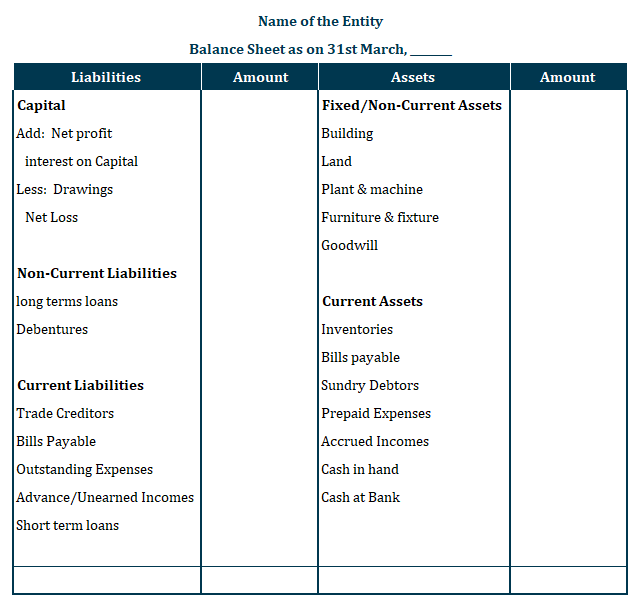 Name of the Entity
Balance Sheet as on 31st March, _______
Liabilities Amount Assets Amount
Capital Fixed/Non-Current Assets
Add: Net profit Building
interest on Capital Land
Less: Drawings Plant & machine
Net Loss Furniture & fixture
Goodwill
Non-Current Liabilities
long terms loans Current Assets
Debentures Inventories
Bills payable
Current Liabilities Sundry Debtors
Trade Creditors Prepaid Expenses
Bills Payable Accrued Incomes
Outstanding Expenses Cash in hand
Advance/Unearned Incomes Cash at Bank
Short term loans